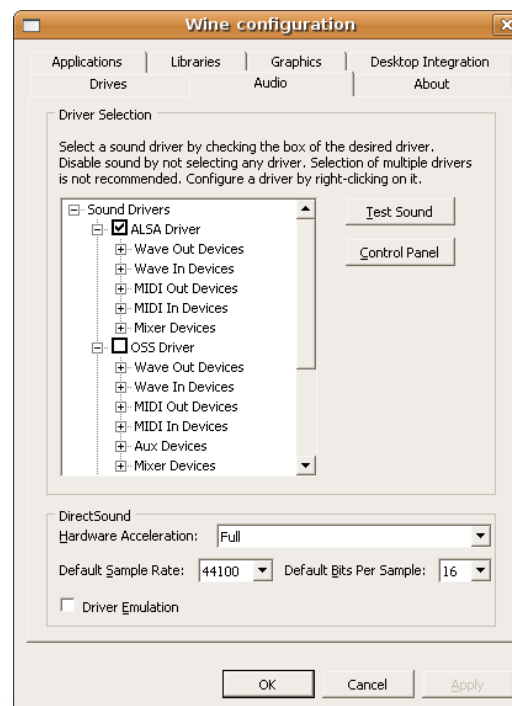 Wine configuration
Applications Libraries Graphics Desktop Integration
Drives Audio About
Driver Selection
Select a sound driver by checking the box of the desired driver.
Disable sound by not selecting any driver. Selection of multiple drivers
is not recommended. Configure a driver by right-clicking on it.
Sound Drivers
ALSA Driver
Wave Out Devices
Wave In Devices
MIDI Out Devices
MIDI In Devices
Mixer Devices
OSS Driver
Wave Out Devices
Wave In Devices
MIDI Out Devices
MIDI In Devices
Aux Devices
Mixer Devices
Test Sound
Control Panel
DirectSound
Hardware Acceleration: Full
Default Sample Rate: 44100 Default Bits Per Sample: 16
Driver Emulation
OK Cancel Apply